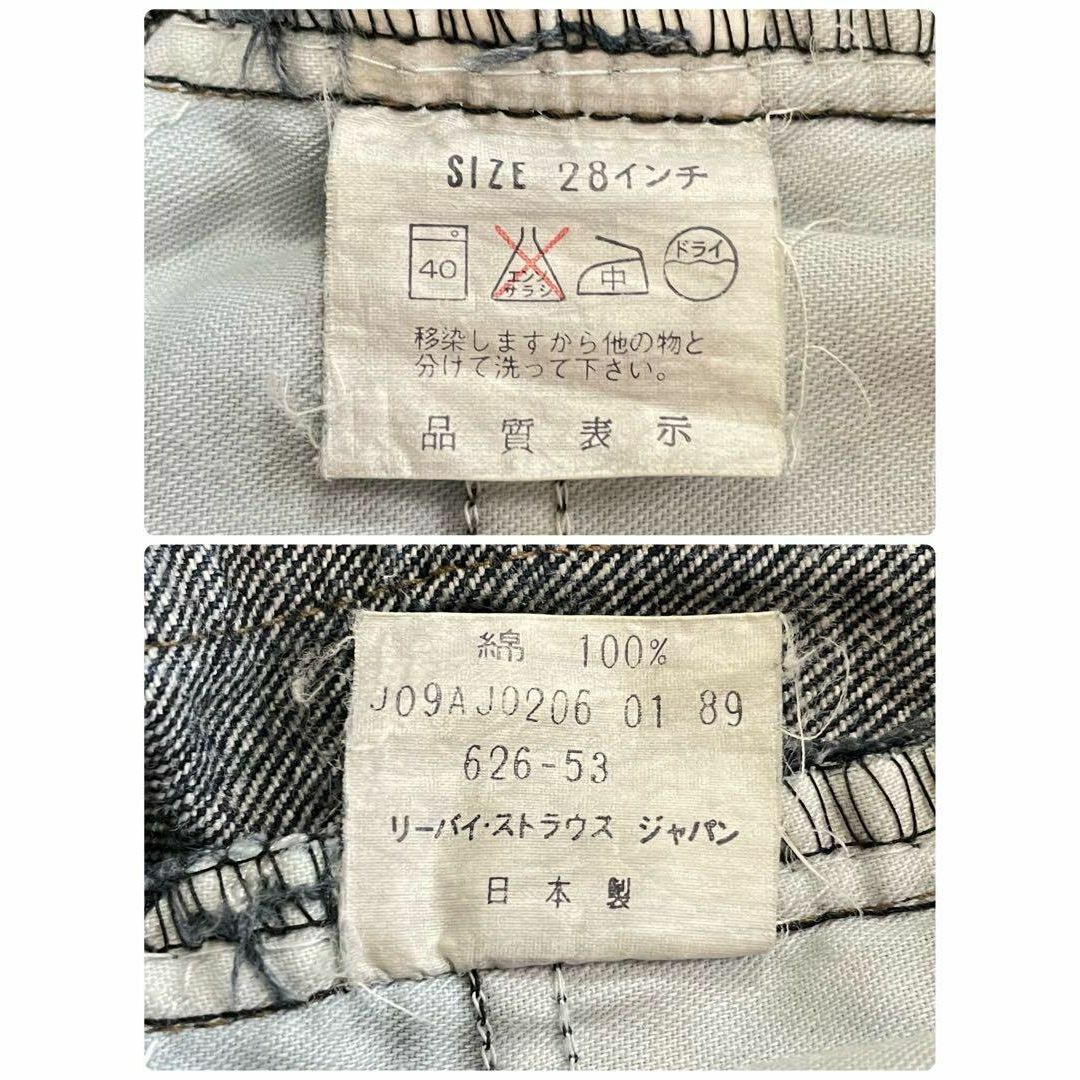 SIZE 28インチ
40 エンソサラシ 中 ドライ
移染しますから他の物と
分けて洗って下さい。
品質表示
綿 100%
J09AJ0206 01 89
626-53
リーバイ・ストラウス ジャパン
日本製